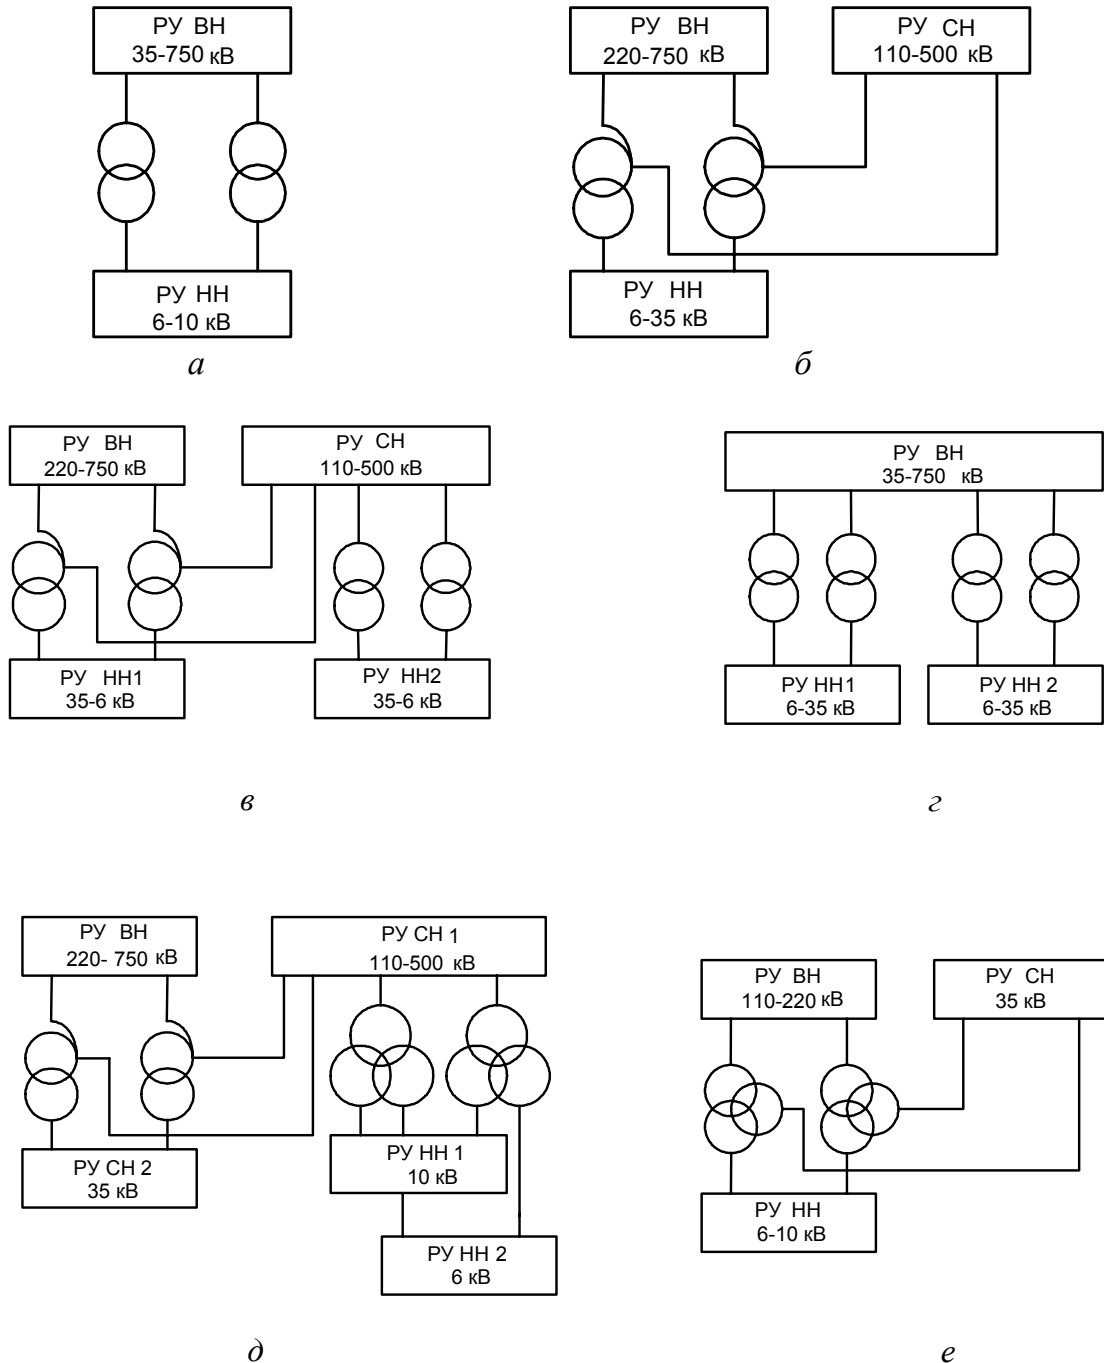 РУ ВН
35-750 кВ
РУ НН
6-10 кВ
а
РУ ВН
220-750 кВ
РУ СН
110-500 кВ
РУ НН
6-35 кВ
б
РУ ВН
220-750 кВ
РУ СН
110-500 кВ
РУ НН1
35-6 кВ
РУ НН2
35-6 кВ
в
РУ ВН
35-750 кВ
РУ НН1
6-35 кВ
РУ НН 2
6-35 кВ
г
РУ ВН
220- 750 кВ
РУ СН 1
110-500 кВ
РУ СН 2
35 кВ
РУ НН 1
10 кВ
РУ НН 2
6 кВ
д
РУ ВН
110-220 кВ
РУ СН
35 кВ
РУ НН
6-10 кВ
е